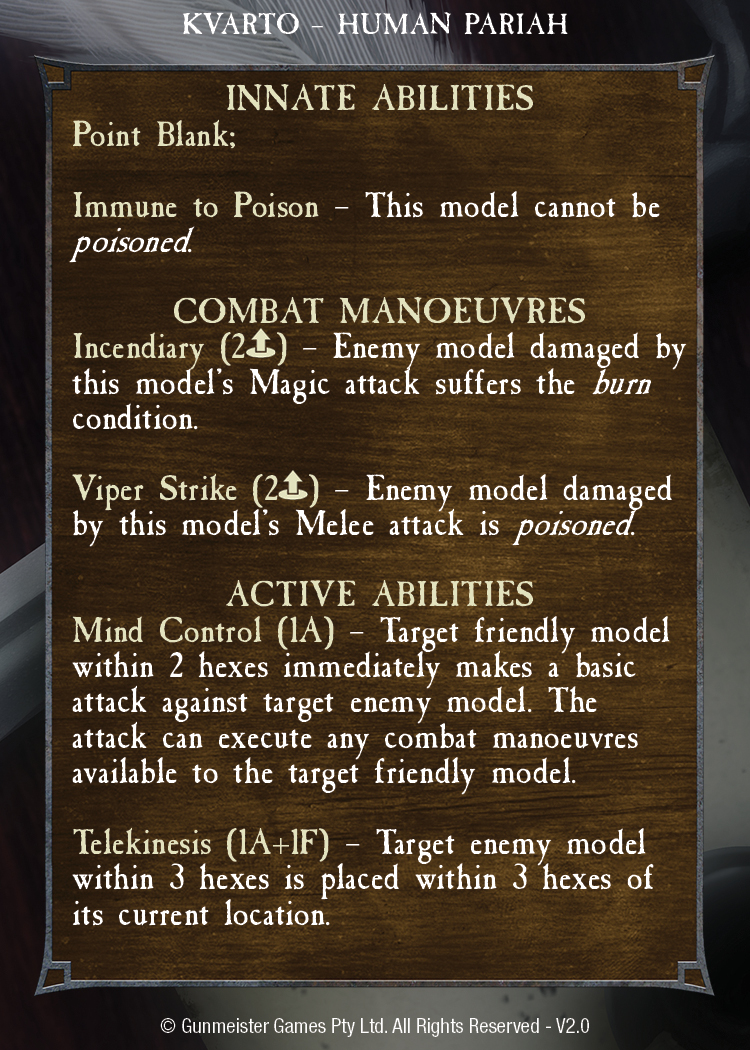 KVARTO – HUMAN PARIAH
INNATE ABILITIES
Point Blank;
Immune to Poison – This model cannot be
poisoned.
COMBAT MANOEUVRES
Incendiary (2) – Enemy model damaged by
this model's Magic attack suffers the burn
condition.
Viper Strike (2) – Enemy model damaged
by this model's Melee attack is poisoned.
ACTIVE ABILITIES
Mind Control (1A) – Target friendly model
within 2 hexes immediately makes a basic
attack against target enemy model. The
attack can execute any combat manoeuvres
available to the target friendly model.
Telekinesis (1A+1F) – Target enemy model
within 3 hexes is placed within 3 hexes of
its current location.
© Gunmeister Games Pty Ltd. All Rights Reserved - V2.0